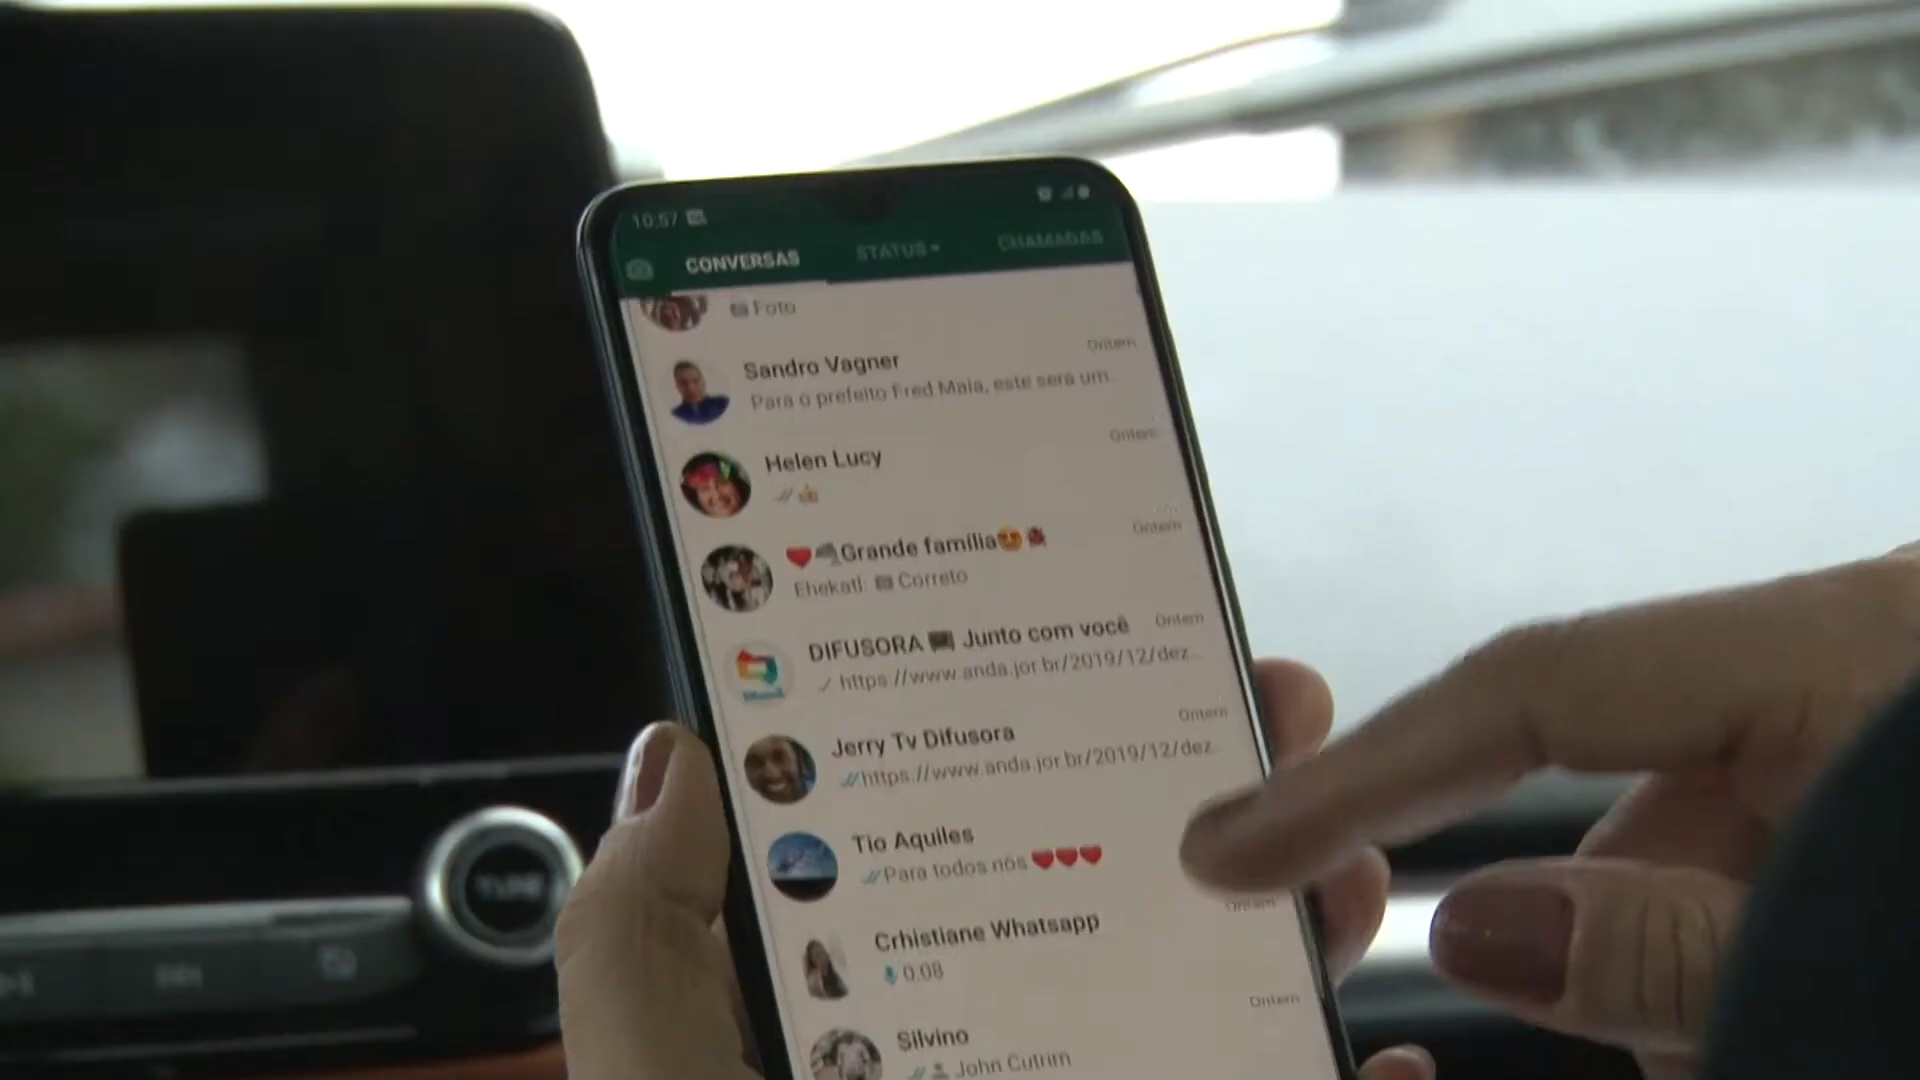 10:57
CONVERSAS STATUS CHAMADAS
Foto
Sandro Vagner Ontem
Para o prefeito Fred Maia, este será um...
Helen Lucy Ontem
Grande família Ontem
Ehekatl: Correto
DIFUSORA Junto com você Ontem
https://www.anda.jor.br/2019/12/dez...
Jerry Tv Difusora Ontem
https://www.anda.jor.br/2019/12/dez...
Tio Aquiles
Para todos nós ❤️❤️❤️
Crhistiane Whatsapp Ontem
0:08
Silvino Ontem
John Cutrim
TUNE